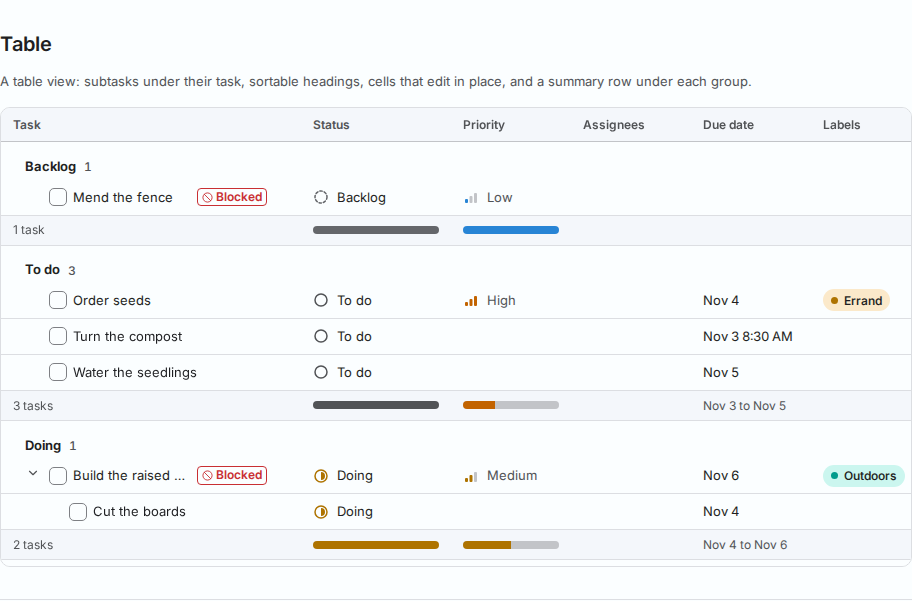 Table
A table view: subtasks under their task, sortable headings, cells that edit in place, and a summary row under each group.
Task Status Priority Assignees Due date Labels
Backlog 1
Mend the fence Blocked Backlog Low
1 task
To do 3
Order seeds To do High Nov 4 Errand
Turn the compost To do Nov 3 8:30 AM
Water the seedlings To do Nov 5
3 tasks Nov 3 to Nov 5
Doing 1
Build the raised ... Blocked Doing Medium Nov 6 Outdoors
Cut the boards Doing Nov 4
2 tasks Nov 4 to Nov 6